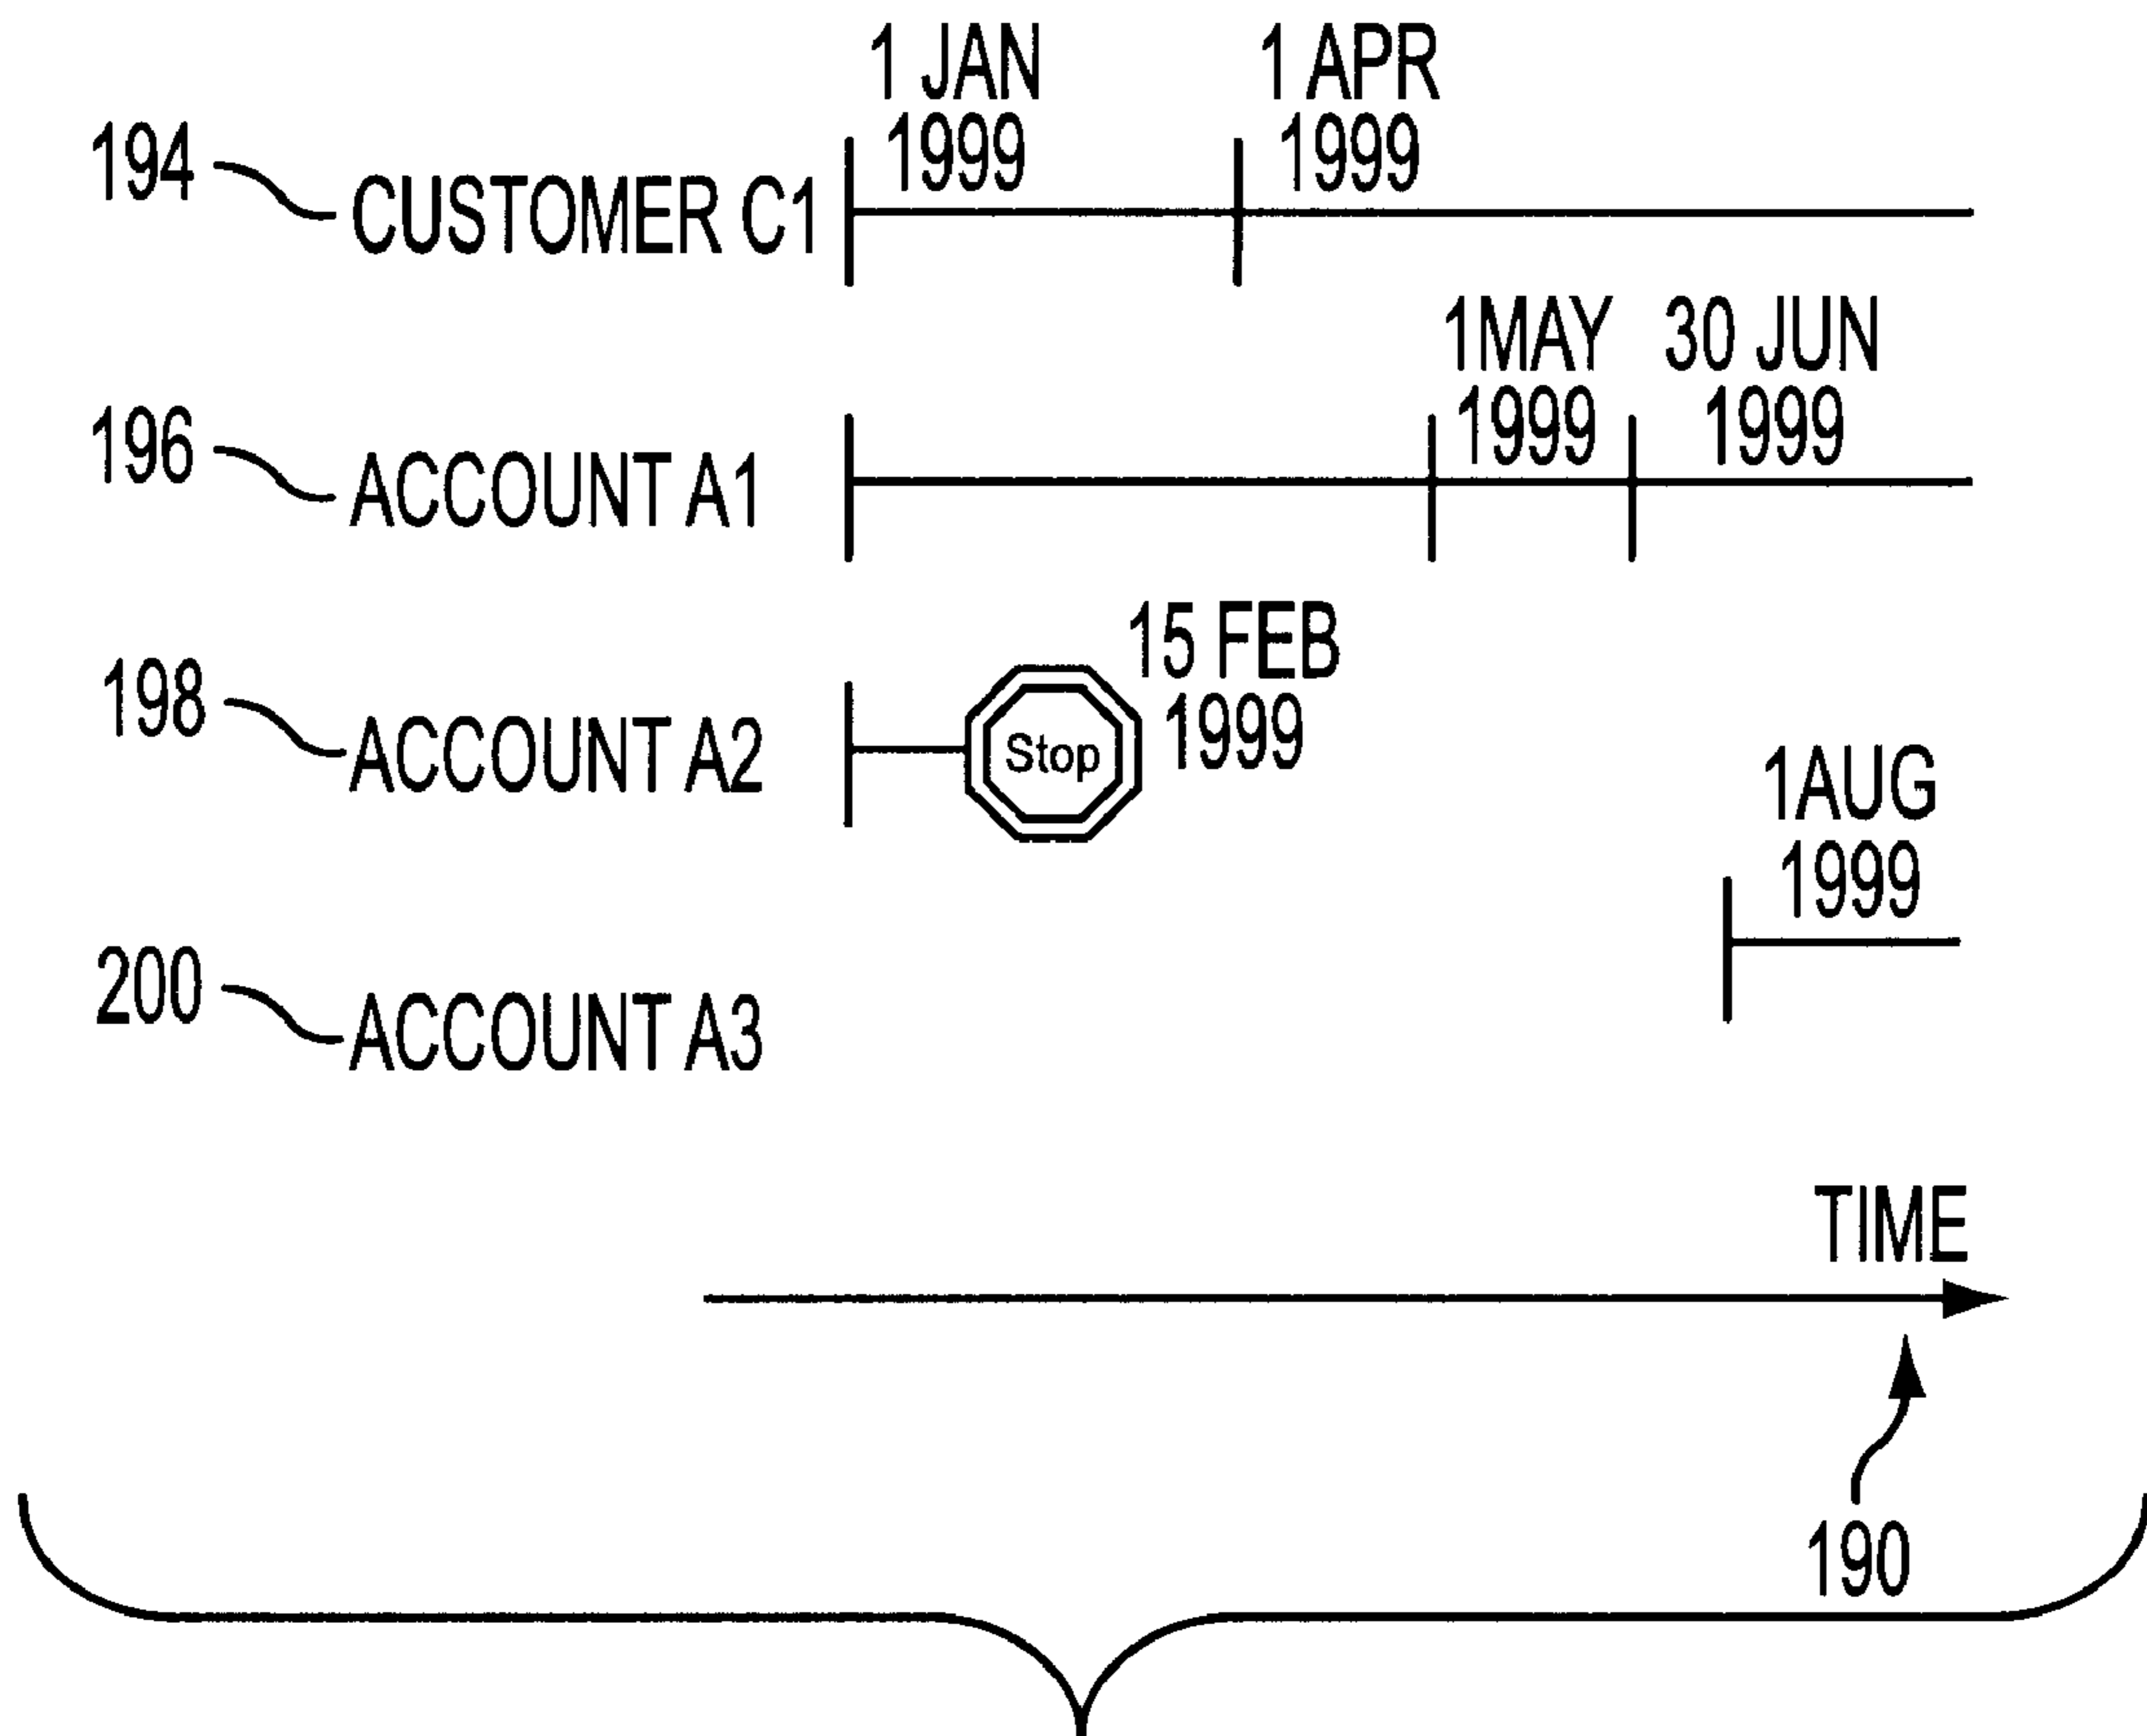 1 JAN 1999
1 APR 1999
194
CUSTOMER C1
1MAY 1999
30 JUN 1999
196
ACCOUNT A1
15 FEB 1999
198
ACCOUNT A2
Stop
1AUG 1999
200
ACCOUNT A3
TIME
190